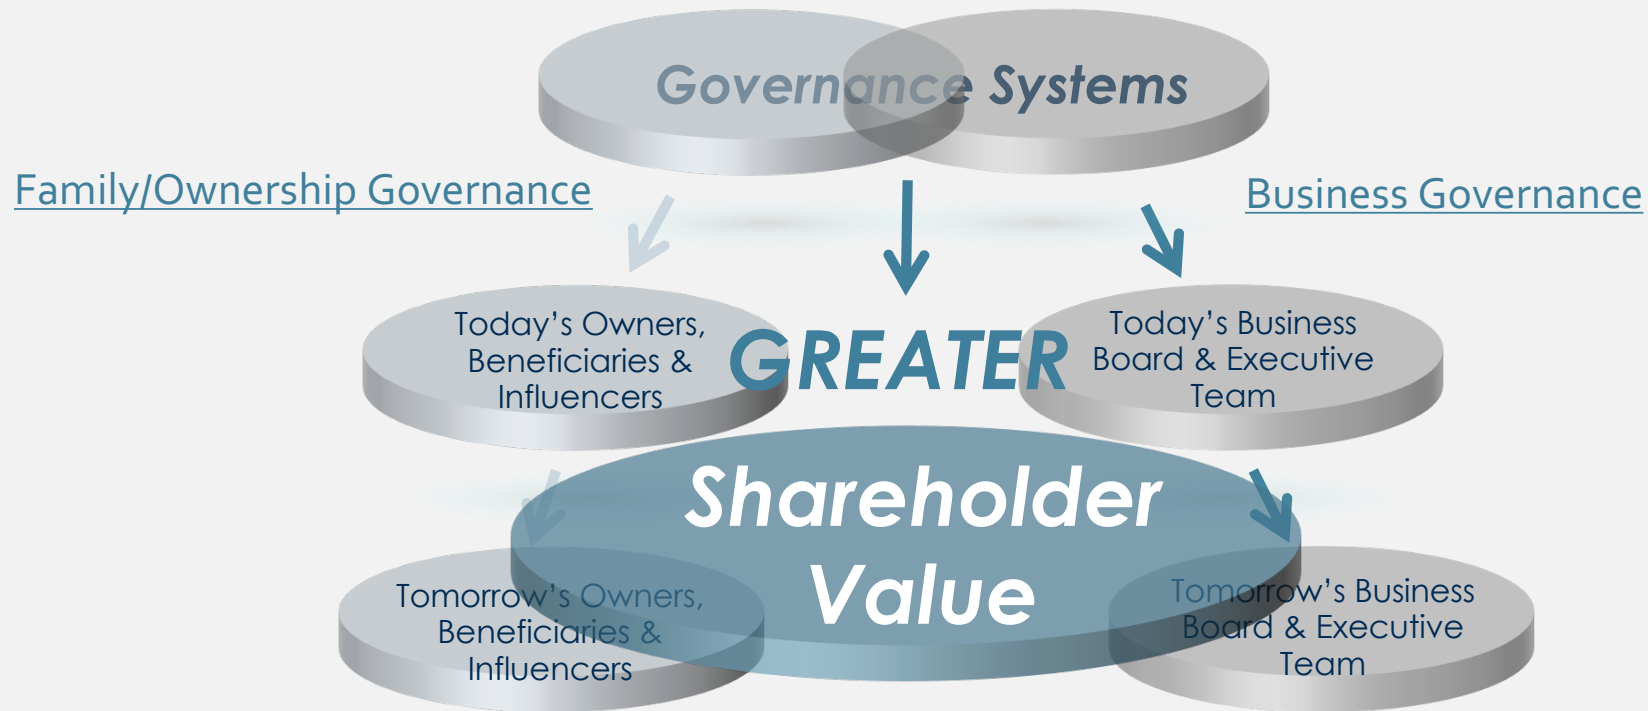 Governance Systems
Family/Ownership Governance
Business Governance
Today’s Owners,
Beneficiaries &
Influencers
GREATER
Today’s Business
Board & Executive
Team
Shareholder
Value
Tomorrow’s Owners,
Beneficiaries &
Influencers
Tomorrow’s Business
Board & Executive
Team